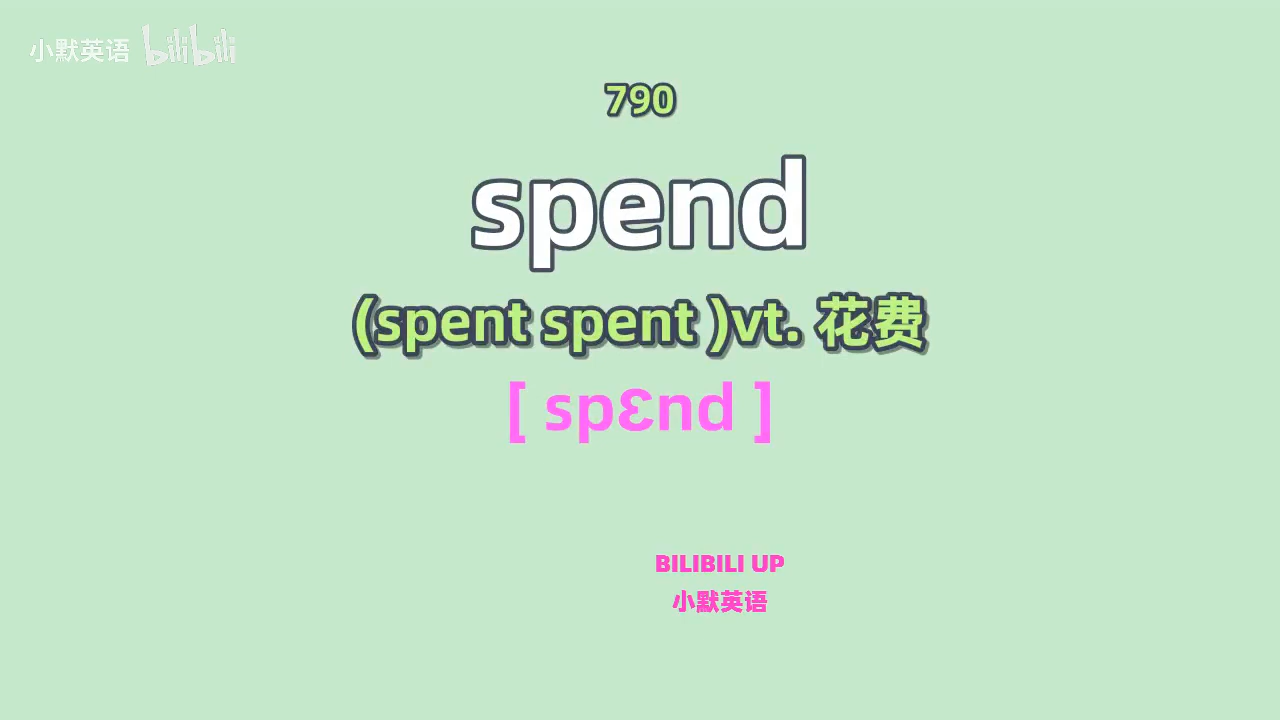 小默英语 bilibili
790
spend
(spent spent )vt. 花费
[ spɛnd ]
BILIBILI UP
小默英语